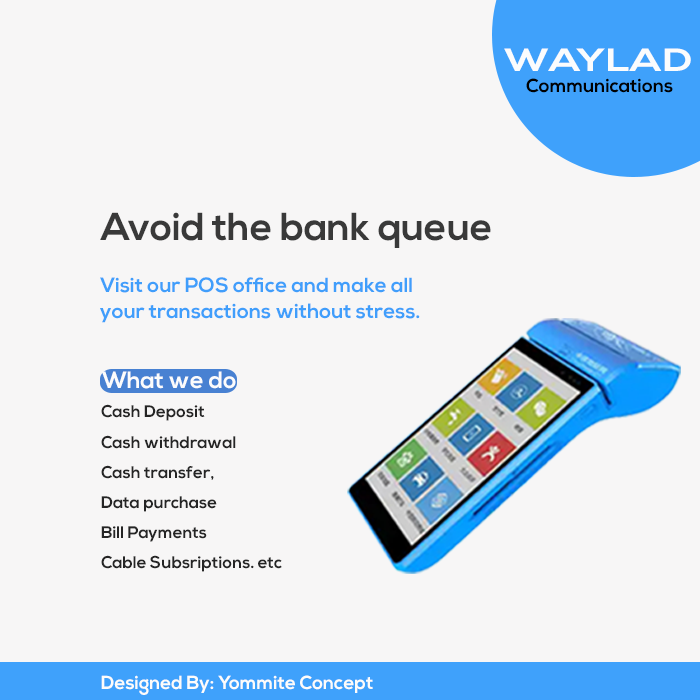 WAYLAD
Communications
Avoid the bank queue
Visit our POS office and make all
your transactions without stress.
What we do
Cash Deposit
Cash withdrawal
Cash transfer,
Data purchase
Bill Payments
Cable Subsriptions. etc
Designed By: Yommite Concept